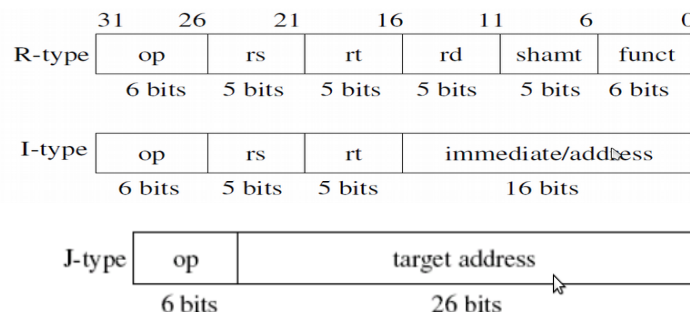 31 26 21 16 11 6 0
R-type op rs rt rd shamt funct
6 bits 5 bits 5 bits 5 bits 5 bits 6 bits
I-type op rs rt immediate/address
6 bits 5 bits 5 bits 16 bits
J-type op target address
6 bits 26 bits